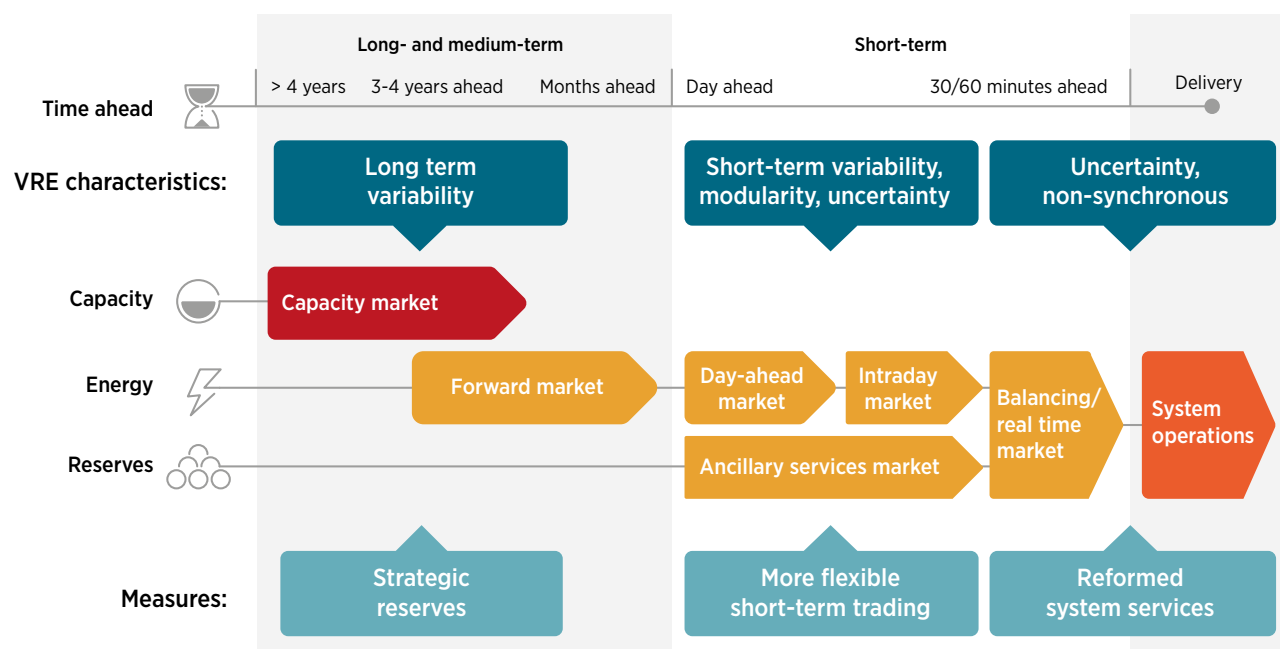 Long- and medium-term
Short-term
Time ahead
> 4 years
3-4 years ahead
Months ahead
Day ahead
30/60 minutes ahead
Delivery
VRE characteristics:
Long term
variability
Short-term variability,
modularity, uncertainty
Uncertainty,
non-synchronous
Capacity
Capacity market
Energy
Forward market
Day-ahead
market
Intraday
market
Balancing/
real time
market
System
operations
Reserves
Ancillary services market
Measures:
Strategic
reserves
More flexible
short-term trading
Reformed
system services